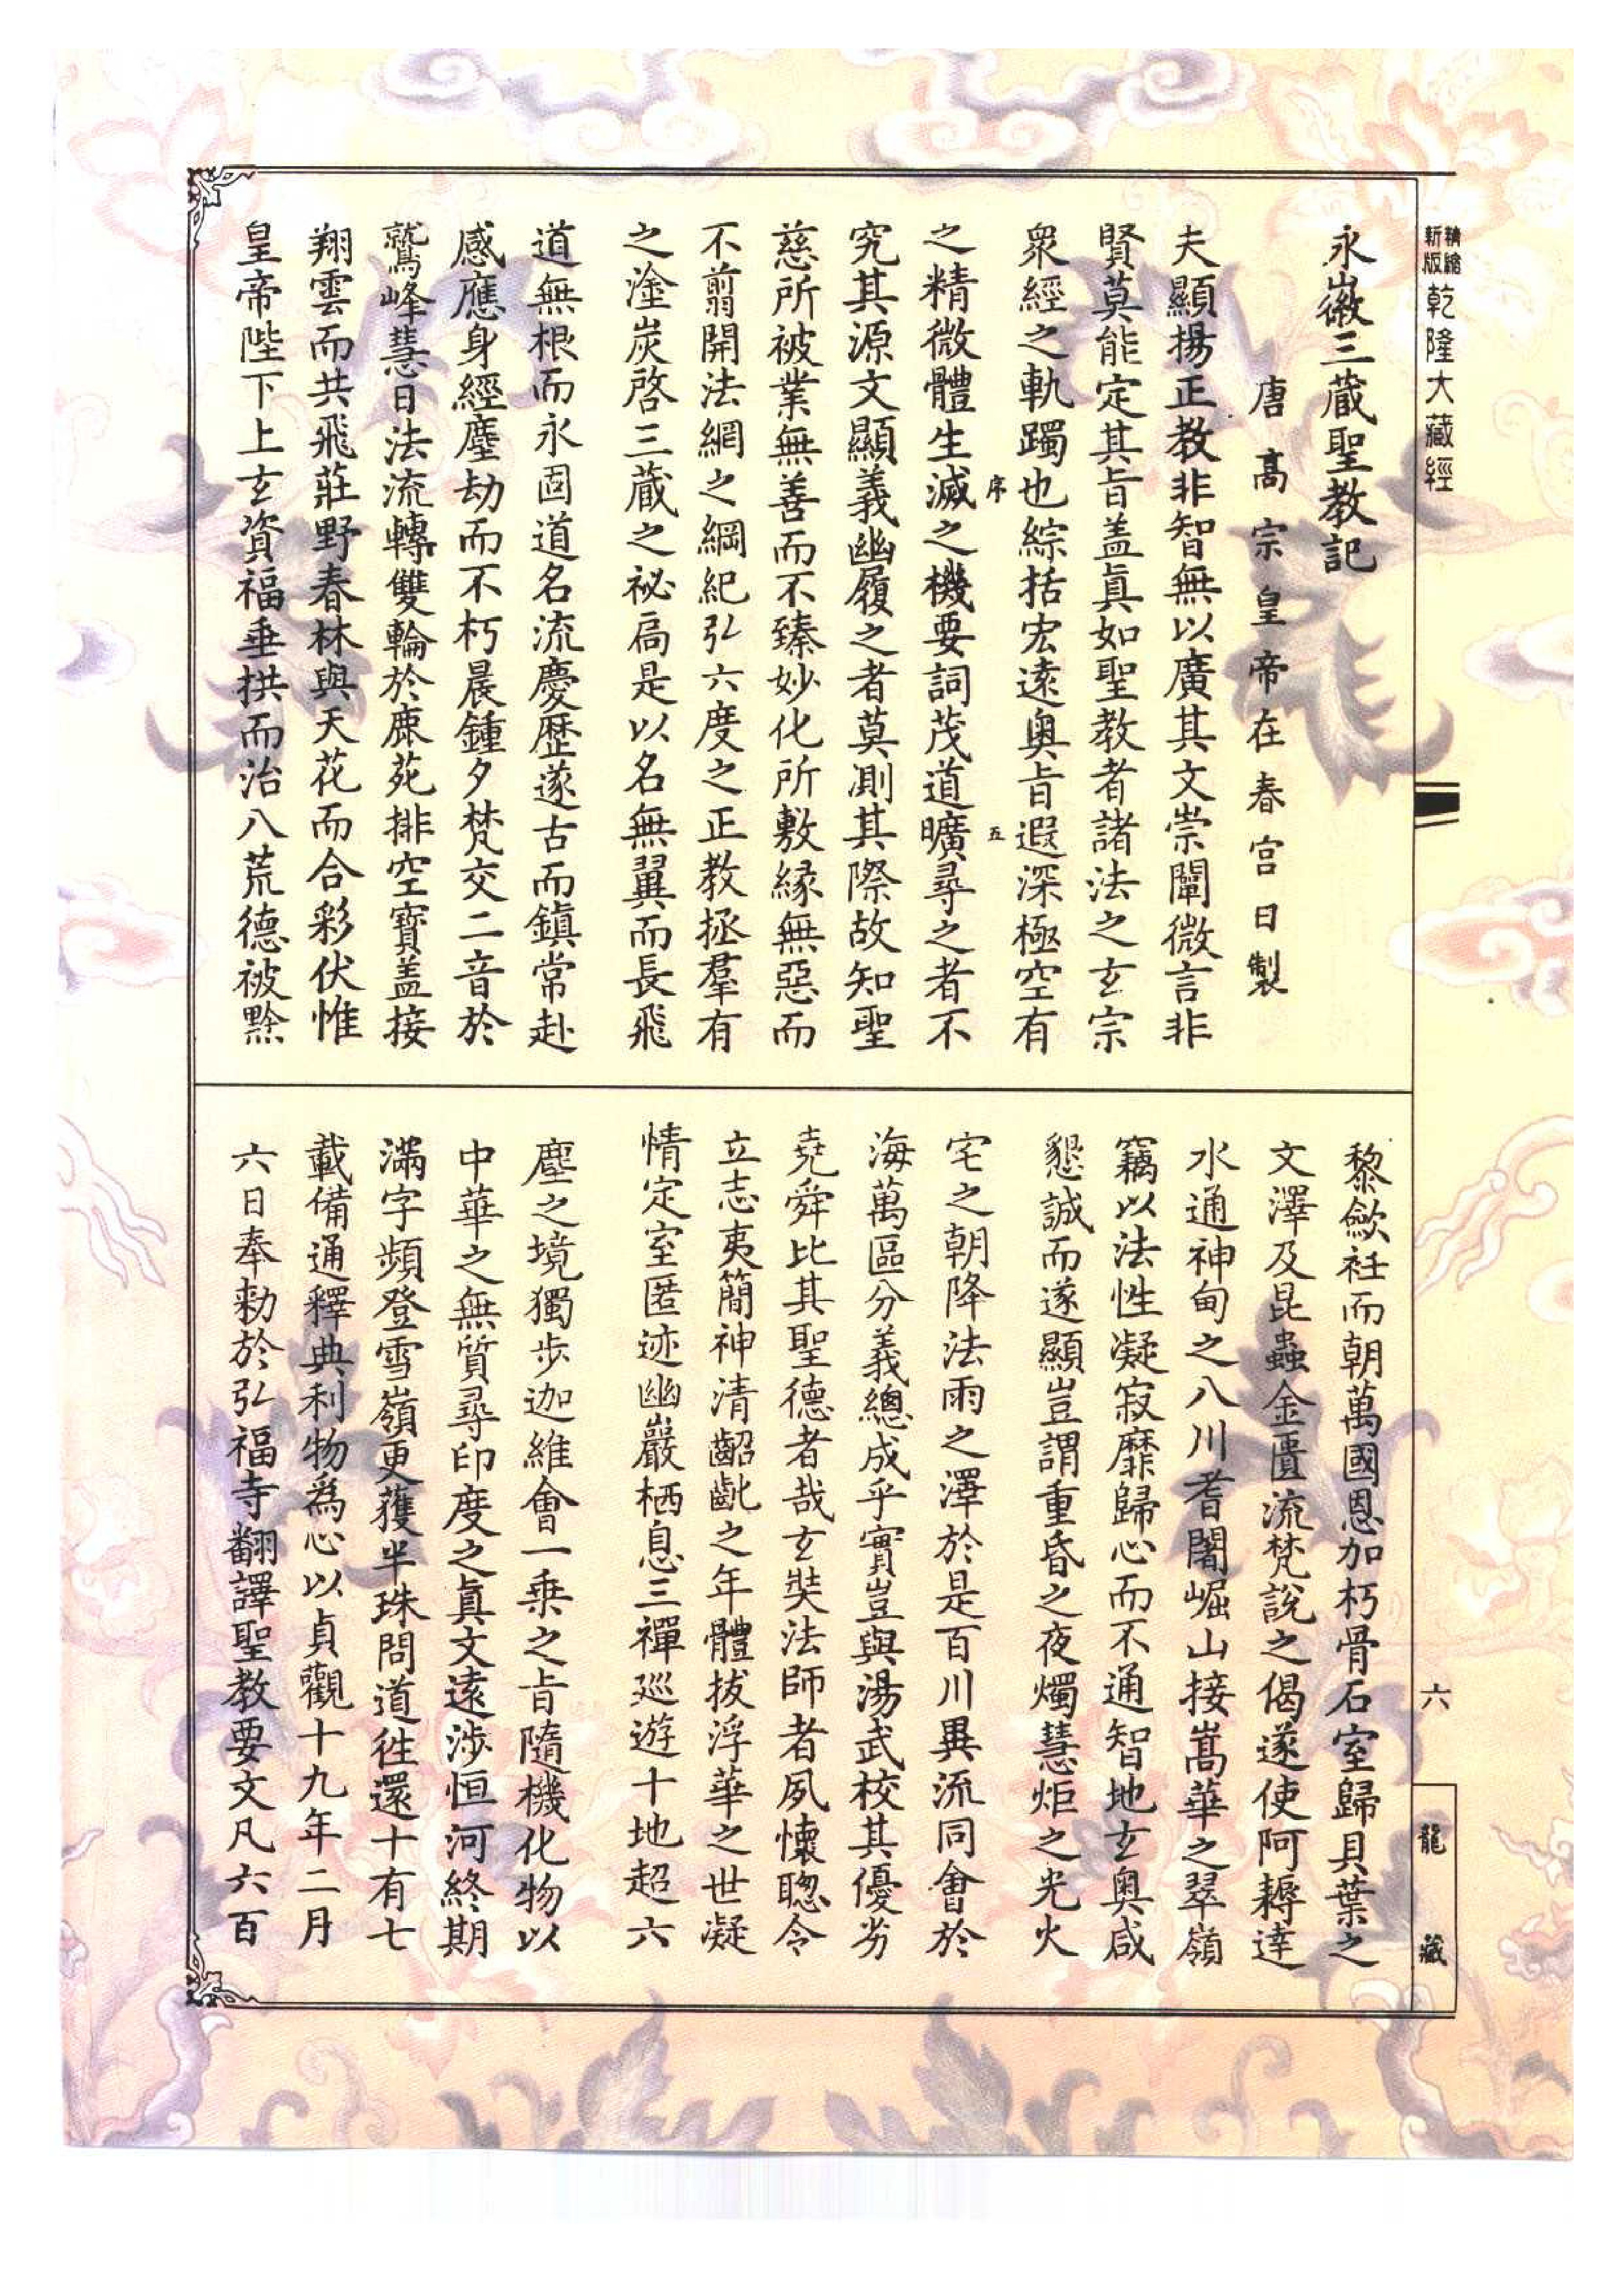 新版
精縮
乾隆大藏經
六
龍藏
永徽三蔵聖教記
唐髙宗皇帝在春宫日製
夫顯揚正教非智無以廣其文崇闡微言非
賢莫能定其旨盖眞如聖教者諸法之玄宗
衆經之軌躅也綜括宏遠奥旨遐深極空有
序
五
之精微體生滅之機要詞茂道曠尋之者不
究其源文顯義幽履之者莫測其際故知聖
慈所被業無善而不臻妙化所敷緣無惡而
不翦開法網之綱紀弘六度之正教拯羣有
之塗炭啓三蔵之祕扃是以名無翼而長飛
道無根而永固道名流慶歷遂古而鎮常赴
感應身經塵劫而不朽晨鍾夕梵交二音於
鷲峰慧日法流轉雙輪於鹿苑排空寳盖接
翔雲而共飛莊野春林與天花而合彩伏惟
皇帝陛下上玄資福垂拱而治八荒德被黔
黎斂衽而朝萬國恩加朽骨石室歸貝葉之
文澤及昆蟲金匱流梵說之偈遂使阿耨達
水通神甸之八川耆闍崛山接嵩華之翠嶺
竊以法性凝寂靡歸心而不通智地玄奥咸
懇誠而遂顯豈謂重昏之夜燭慧炬之光火
宅之朝降法雨之澤於是百川異流同會於
海萬區分義總成乎實豈與湯武校其優劣
堯舜比其聖德者哉玄奘法師者夙懷聰令
立志夷簡神清齠齔之年體拔浮華之世凝
情定室匿迹幽巖栖息三禪廵遊十地超六
塵之境獨步迦維會一乗之旨隨機化物以
中華之無質尋印度之眞文遠涉恒河終期
滿字頻登雪嶺更獲半珠問道往還十有七
載備通釋典利物爲心以貞觀十九年二月
六日奉勅於弘福寺翻譯聖教要文凡六百